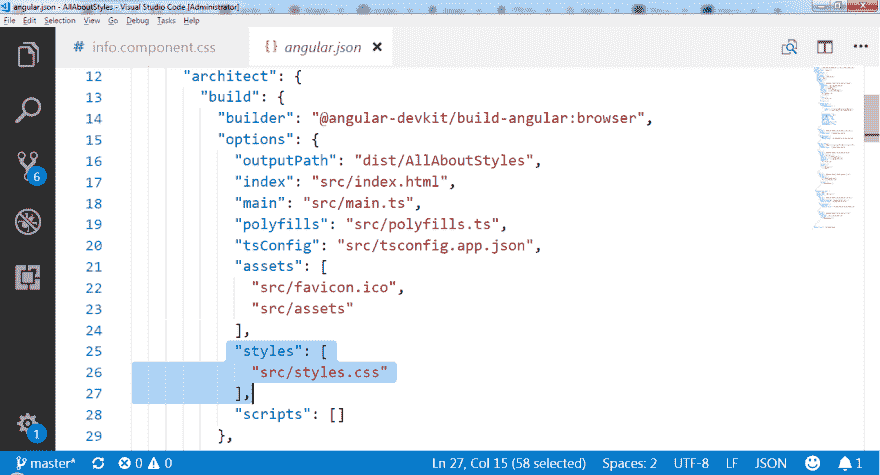 angular.json - AllAboutStyles - Visual Studio Code [Administrator]
File Edit Selection View Go Debug Tasks Help
# info.component.css {} angular.json ×
12 "architect": {
13 "build": {
14 "builder": "@angular-devkit/build-angular:browser",
15 "options": {
16 "outputPath": "dist/AllAboutStyles",
17 "index": "src/index.html",
18 "main": "src/main.ts",
19 "polyfills": "src/polyfills.ts",
20 "tsConfig": "src/tsconfig.app.json",
21 "assets": [
22 "src/favicon.ico",
23 "src/assets"
24 ],
25 "styles": [
26 "src/styles.css"
27 ],
28 "scripts": []
29 },
6
1
master* 0 0 Ln 27, Col 15 (58 selected) Spaces: 2 UTF-8 LF JSON 1